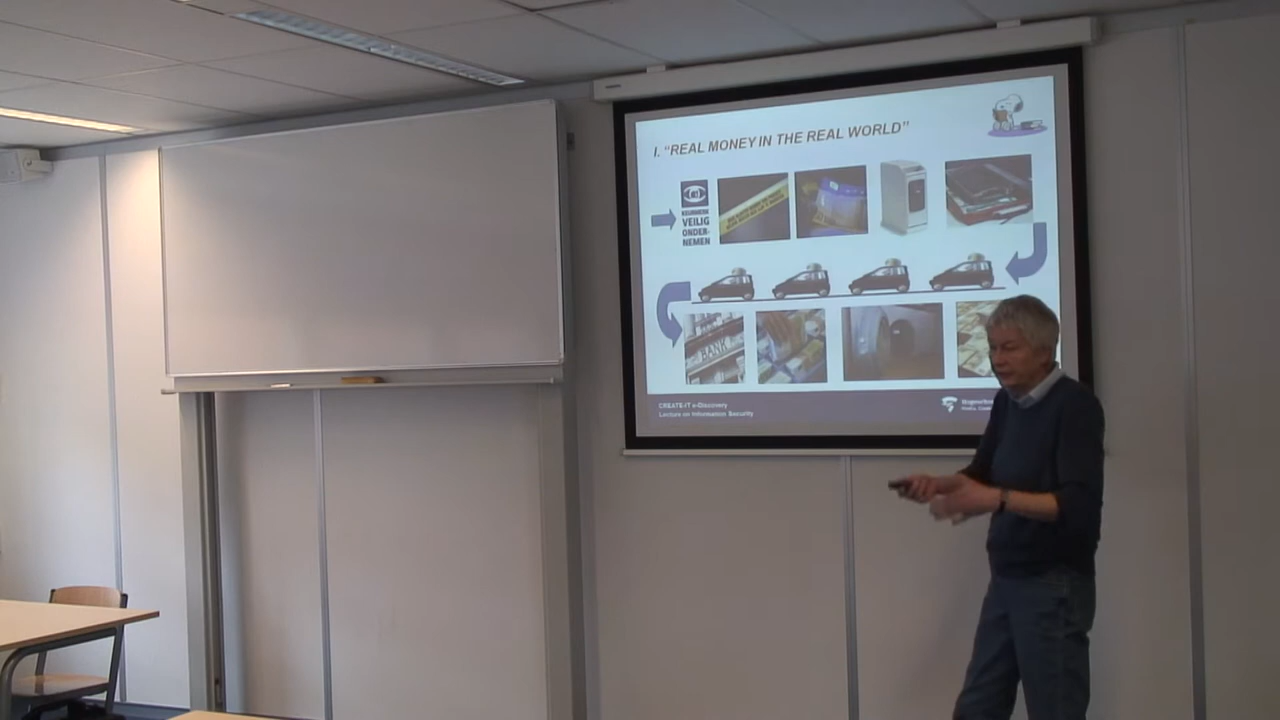 I. “REAL MONEY IN THE REAL WORLD”
KEURMERK
VEILIG
ONDER-
NEMEN
BANK
CREATE-IT e-Discovery
Lecture on Information Security